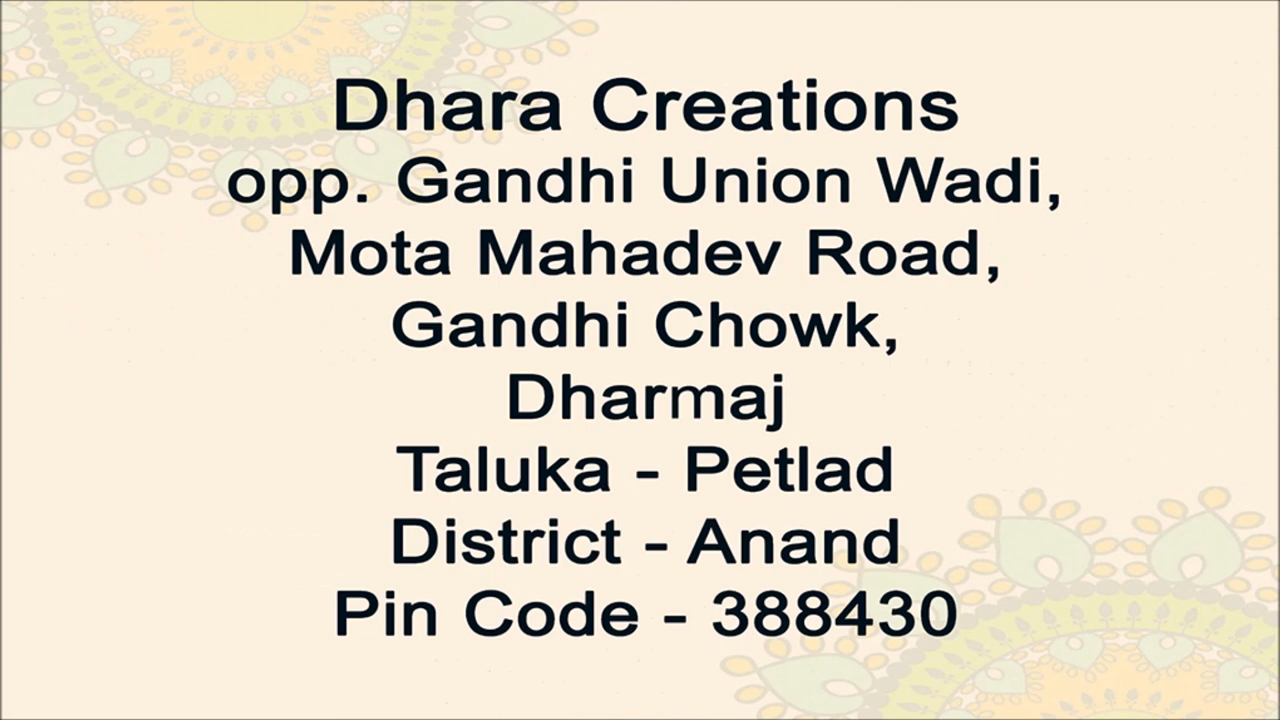 Dhara Creations
opp. Gandhi Union Wadi,
Mota Mahadev Road,
Gandhi Chowk,
Dharmaj
Taluka - Petlad
District - Anand
Pin Code - 388430